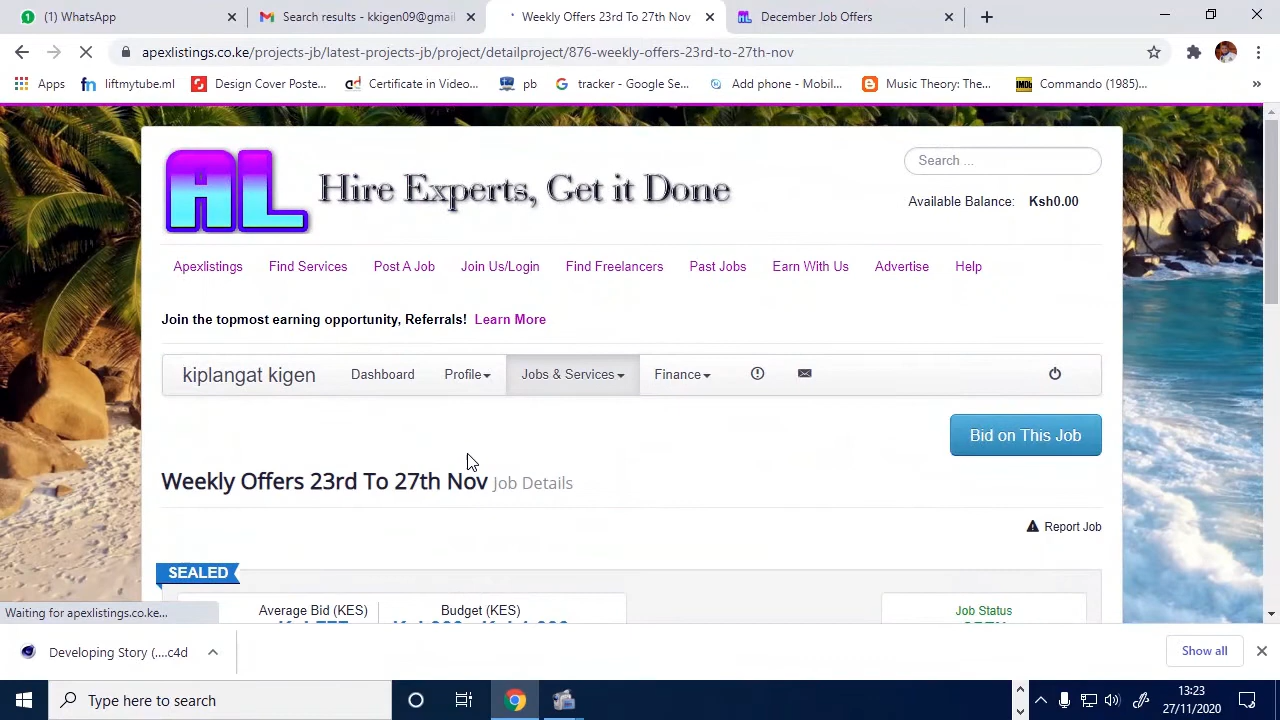 1
(1) WhatsApp
Search results - kkigen09@gmail
Weekly Offers 23rd To 27th Nov
December Job Offers
apexlistings.co.ke/projects-jb/latest-projects-jb/project/detailproject/876-weekly-offers-23rd-to-27th-nov
Apps
fn liftmytube.ml
Design Cover Poste...
Certificate in Video...
pb
tracker - Google Se...
Add phone - Mobil...
Music Theory: The...
IMDb Commando (1985)...
AL
Hire Experts, Get it Done
Search ...
Available Balance: Ksh0.00
Apexlistings Find Services Post A Job Join Us/Login Find Freelancers Past Jobs Earn With Us Advertise Help
Join the topmost earning opportunity, Referrals! Learn More
kiplangat kigen Dashboard Profile Jobs & Services Finance
Bid on This Job
Weekly Offers 23rd To 27th Nov Job Details
Report Job
SEALED
Average Bid (KES) Budget (KES) Job Status
Waiting for apexlistings.co.ke...
Developing Story (....c4d
Show all
Type here to search
13:23
27/11/2020